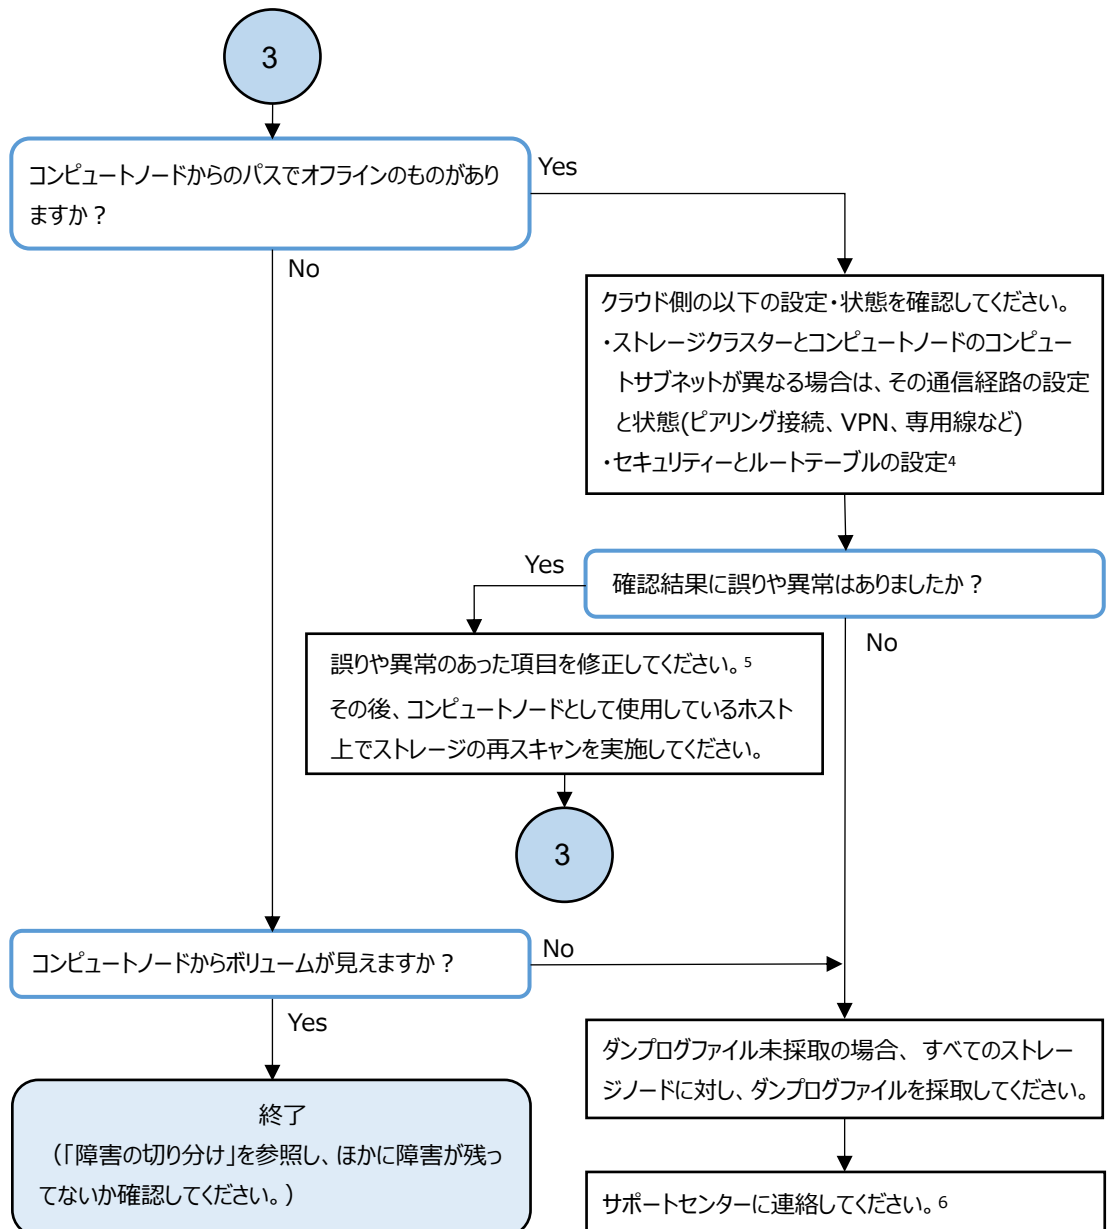 3
コンピュートノードからのパスでオフラインのものがあり
ますか？
Yes
No
クラウド側の以下の設定・状態を確認してください。
・ストレージクラスターとコンピュートノードのコンピュー
トサブネットが異なる場合は、その通信経路の設定
と状態(ピアリング接続、VPN、専用線など)
・セキュリティーとルートテーブルの設定4
確認結果に誤りや異常はありましたか？
Yes
No
誤りや異常のあった項目を修正してください。5
その後、コンピュートノードとして使用しているホスト
上でストレージの再スキャンを実施してください。
3
コンピュートノードからボリュームが見えますか？
No
Yes
ダンプログファイル未採取の場合、すべてのストレー
ジノードに対し、ダンプログファイルを採取してください。
終了
（「障害の切り分け」を参照し、ほかに障害が残っ
てないか確認してください。）
サポートセンターに連絡してください。6